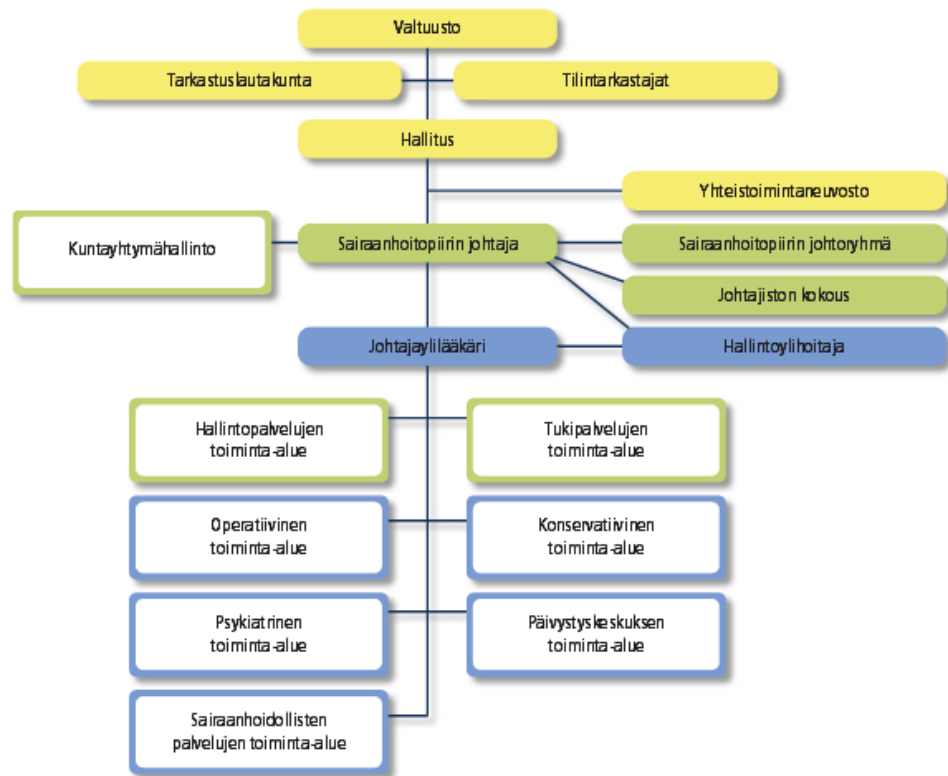 Valtuusto
Tarkastuslautakunta
Tilintarkastajat
Hallitus
Yhteistoimintaneuvosto
Kuntayhtymähallinto
Sairaanhoitopiirin johtaja
Sairaanhoitopiirin johtoryhmä
Johtajiston kokous
Johtajaylilääkäri
Hallintoylihoitaja
Hallintopalvelujen
toiminta-alue
Tukipalvelujen
toiminta-alue
Operatiivinen
toiminta-alue
Konservatiivinen
toiminta-alue
Psykiatrinen
toiminta-alue
Päivystyskeskuksen
toiminta-alue
Sairaanhoidollisten
palvelujen toiminta-alue